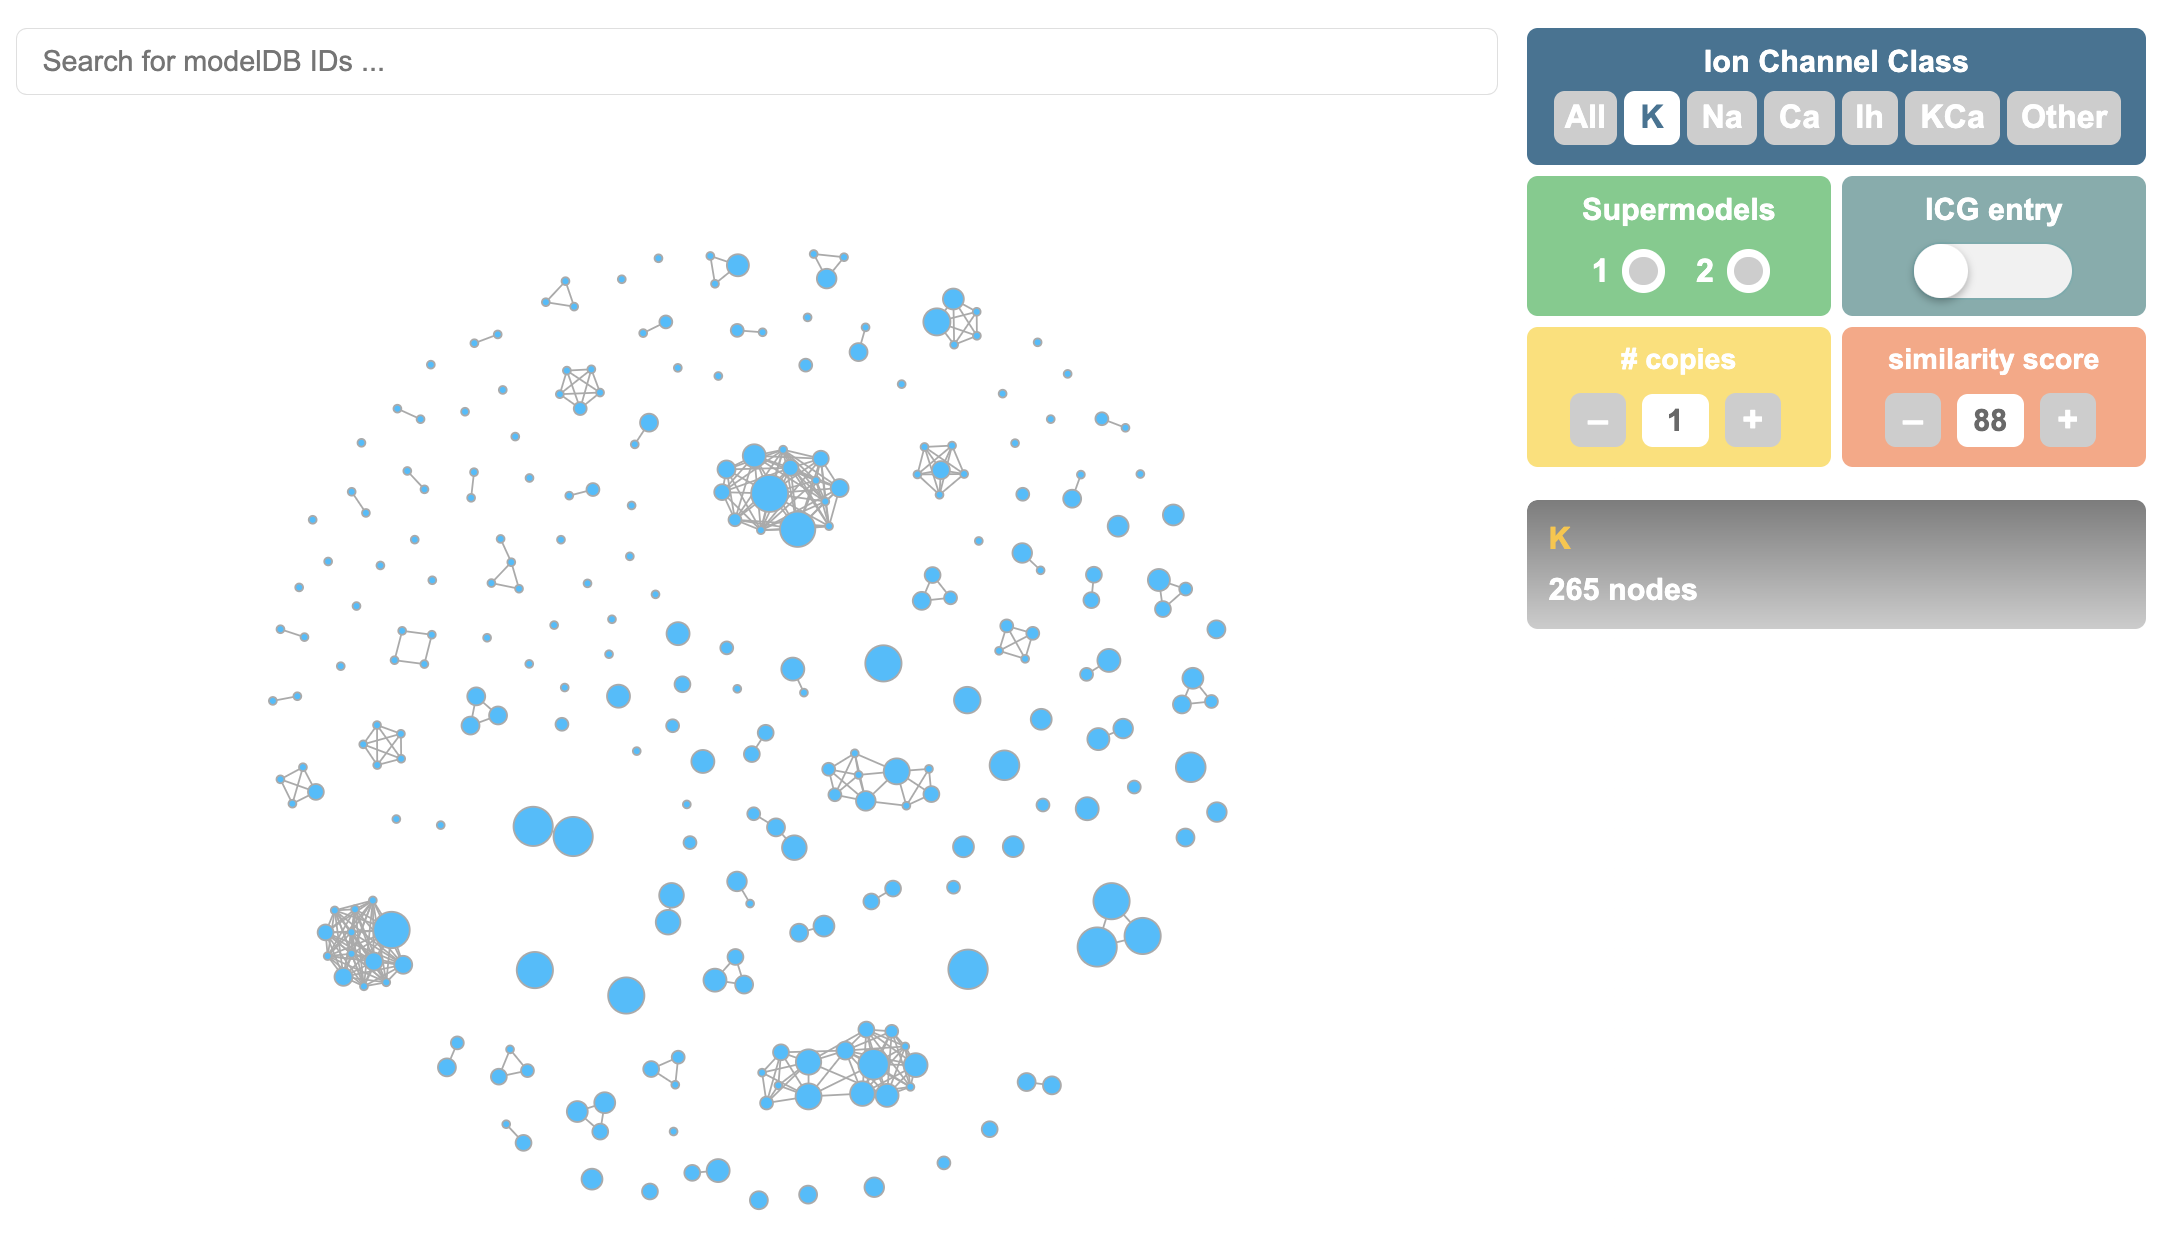 Search for modelDB IDs ...
Ion Channel Class
All K Na Ca Ih KCa Other
Supermodels
1 2
ICG entry
# copies
– 1 +
similarity score
– 88 +
K
265 nodes